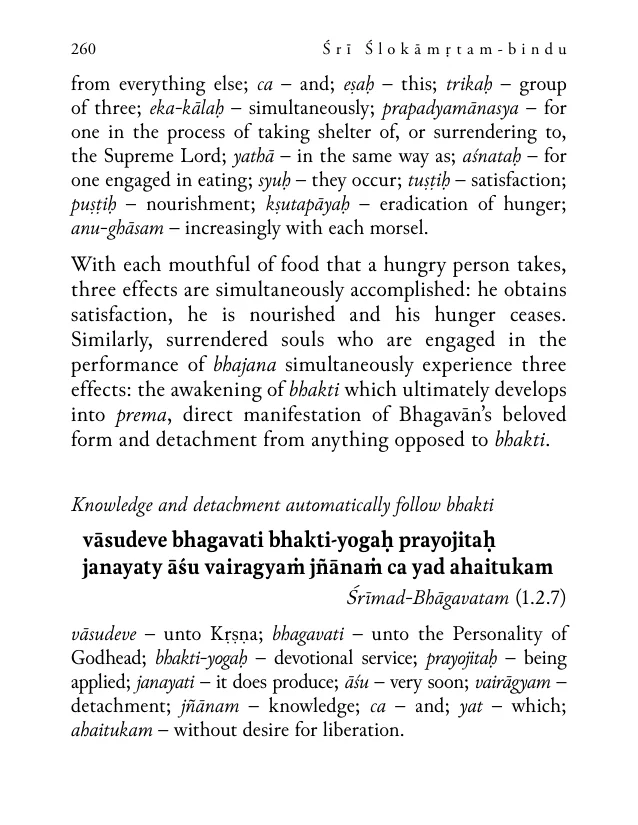 260
Śrī Ślokāmṛtam-bindu
from everything else; ca – and; eṣaḥ – this; trikaḥ – group
of three; eka-kālaḥ – simultaneously; prapadyamānasya – for
one in the process of taking shelter of, or surrendering to,
the Supreme Lord; yathā – in the same way as; aśnataḥ – for
one engaged in eating; syuḥ – they occur; tuṣṭiḥ – satisfaction;
puṣṭiḥ – nourishment; kṣutapāyaḥ – eradication of hunger;
anu-ghāsam – increasingly with each morsel.
With each mouthful of food that a hungry person takes,
three effects are simultaneously accomplished: he obtains
satisfaction, he is nourished and his hunger ceases.
Similarly, surrendered souls who are engaged in the
performance of bhajana simultaneously experience three
effects: the awakening of bhakti which ultimately develops
into prema, direct manifestation of Bhagavān's beloved
form and detachment from anything opposed to bhakti.
Knowledge and detachment automatically follow bhakti
vāsudeve bhagavati bhakti-yogaḥ prayojitaḥ
janayaty āśu vairagyaṁ jñānaṁ ca yad ahaitukam
Śrīmad-Bhāgavatam (1.2.7)
vāsudeve – unto Kṛṣṇa; bhagavati – unto the Personality of
Godhead; bhakti-yogaḥ – devotional service; prayojitaḥ – being
applied; janayati – it does produce; āśu – very soon; vairāgyam –
detachment; jñānam – knowledge; ca – and; yat – which;
ahaitukam – without desire for liberation.